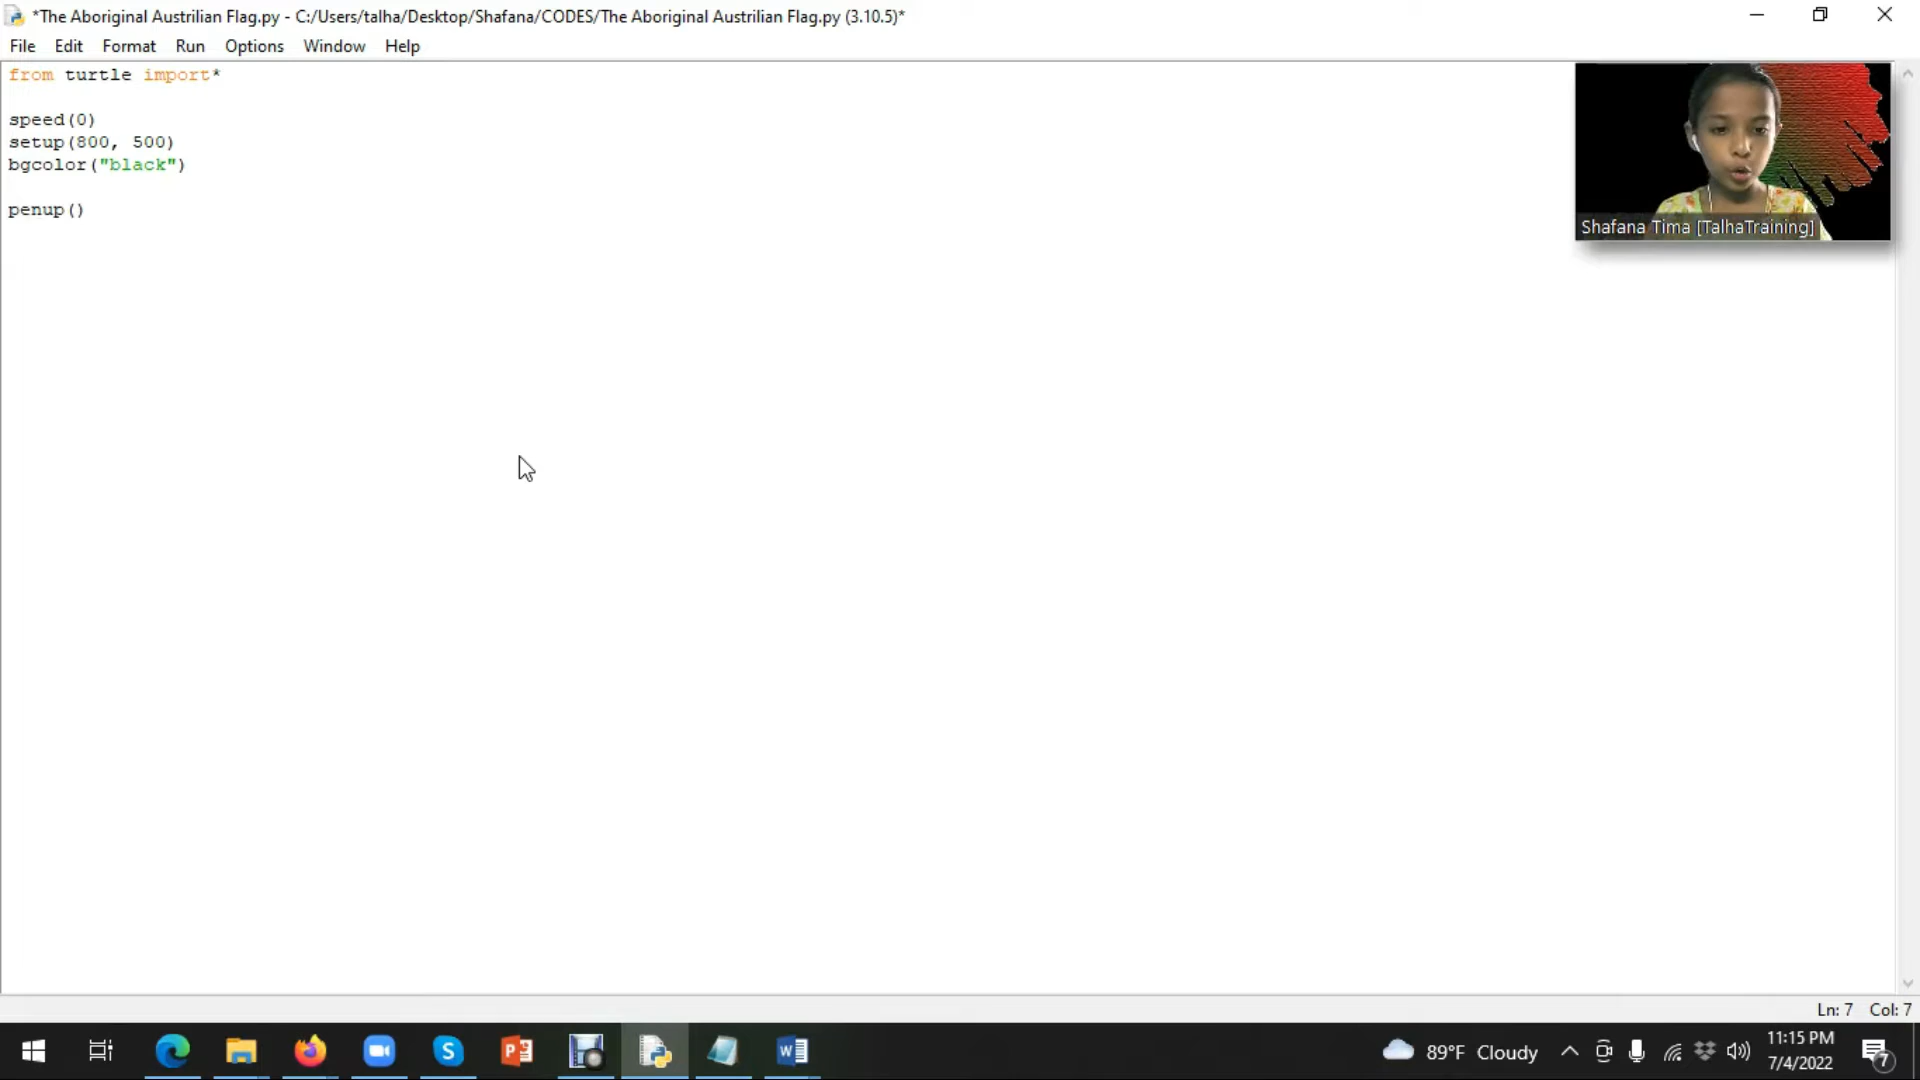 *The Aboriginal Austrilian Flag.py - C:/Users/talha/Desktop/Shafana/CODES/The Aboriginal Austrilian Flag.py (3.10.5)*
File Edit Format Run Options Window Help
from turtle import*
speed(0)
setup(800, 500)
bgcolor("black")
penup()
Shafana Tima [TalhaTraining]
Ln: 7 Col: 7
89°F Cloudy
11:15 PM
7/4/2022
7